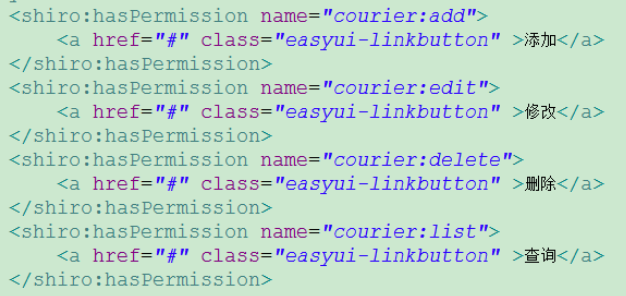 <shiro:hasPermission name="courier:add">
<a href="#" class="easyui-linkbutton" >添加</a>
</shiro:hasPermission>
<shiro:hasPermission name="courier:edit">
<a href="#" class="easyui-linkbutton" >修改</a>
</shiro:hasPermission>
<shiro:hasPermission name="courier:delete">
<a href="#" class="easyui-linkbutton" >删除</a>
</shiro:hasPermission>
<shiro:hasPermission name="courier:list">
<a href="#" class="easyui-linkbutton" >查询</a>
</shiro:hasPermission>